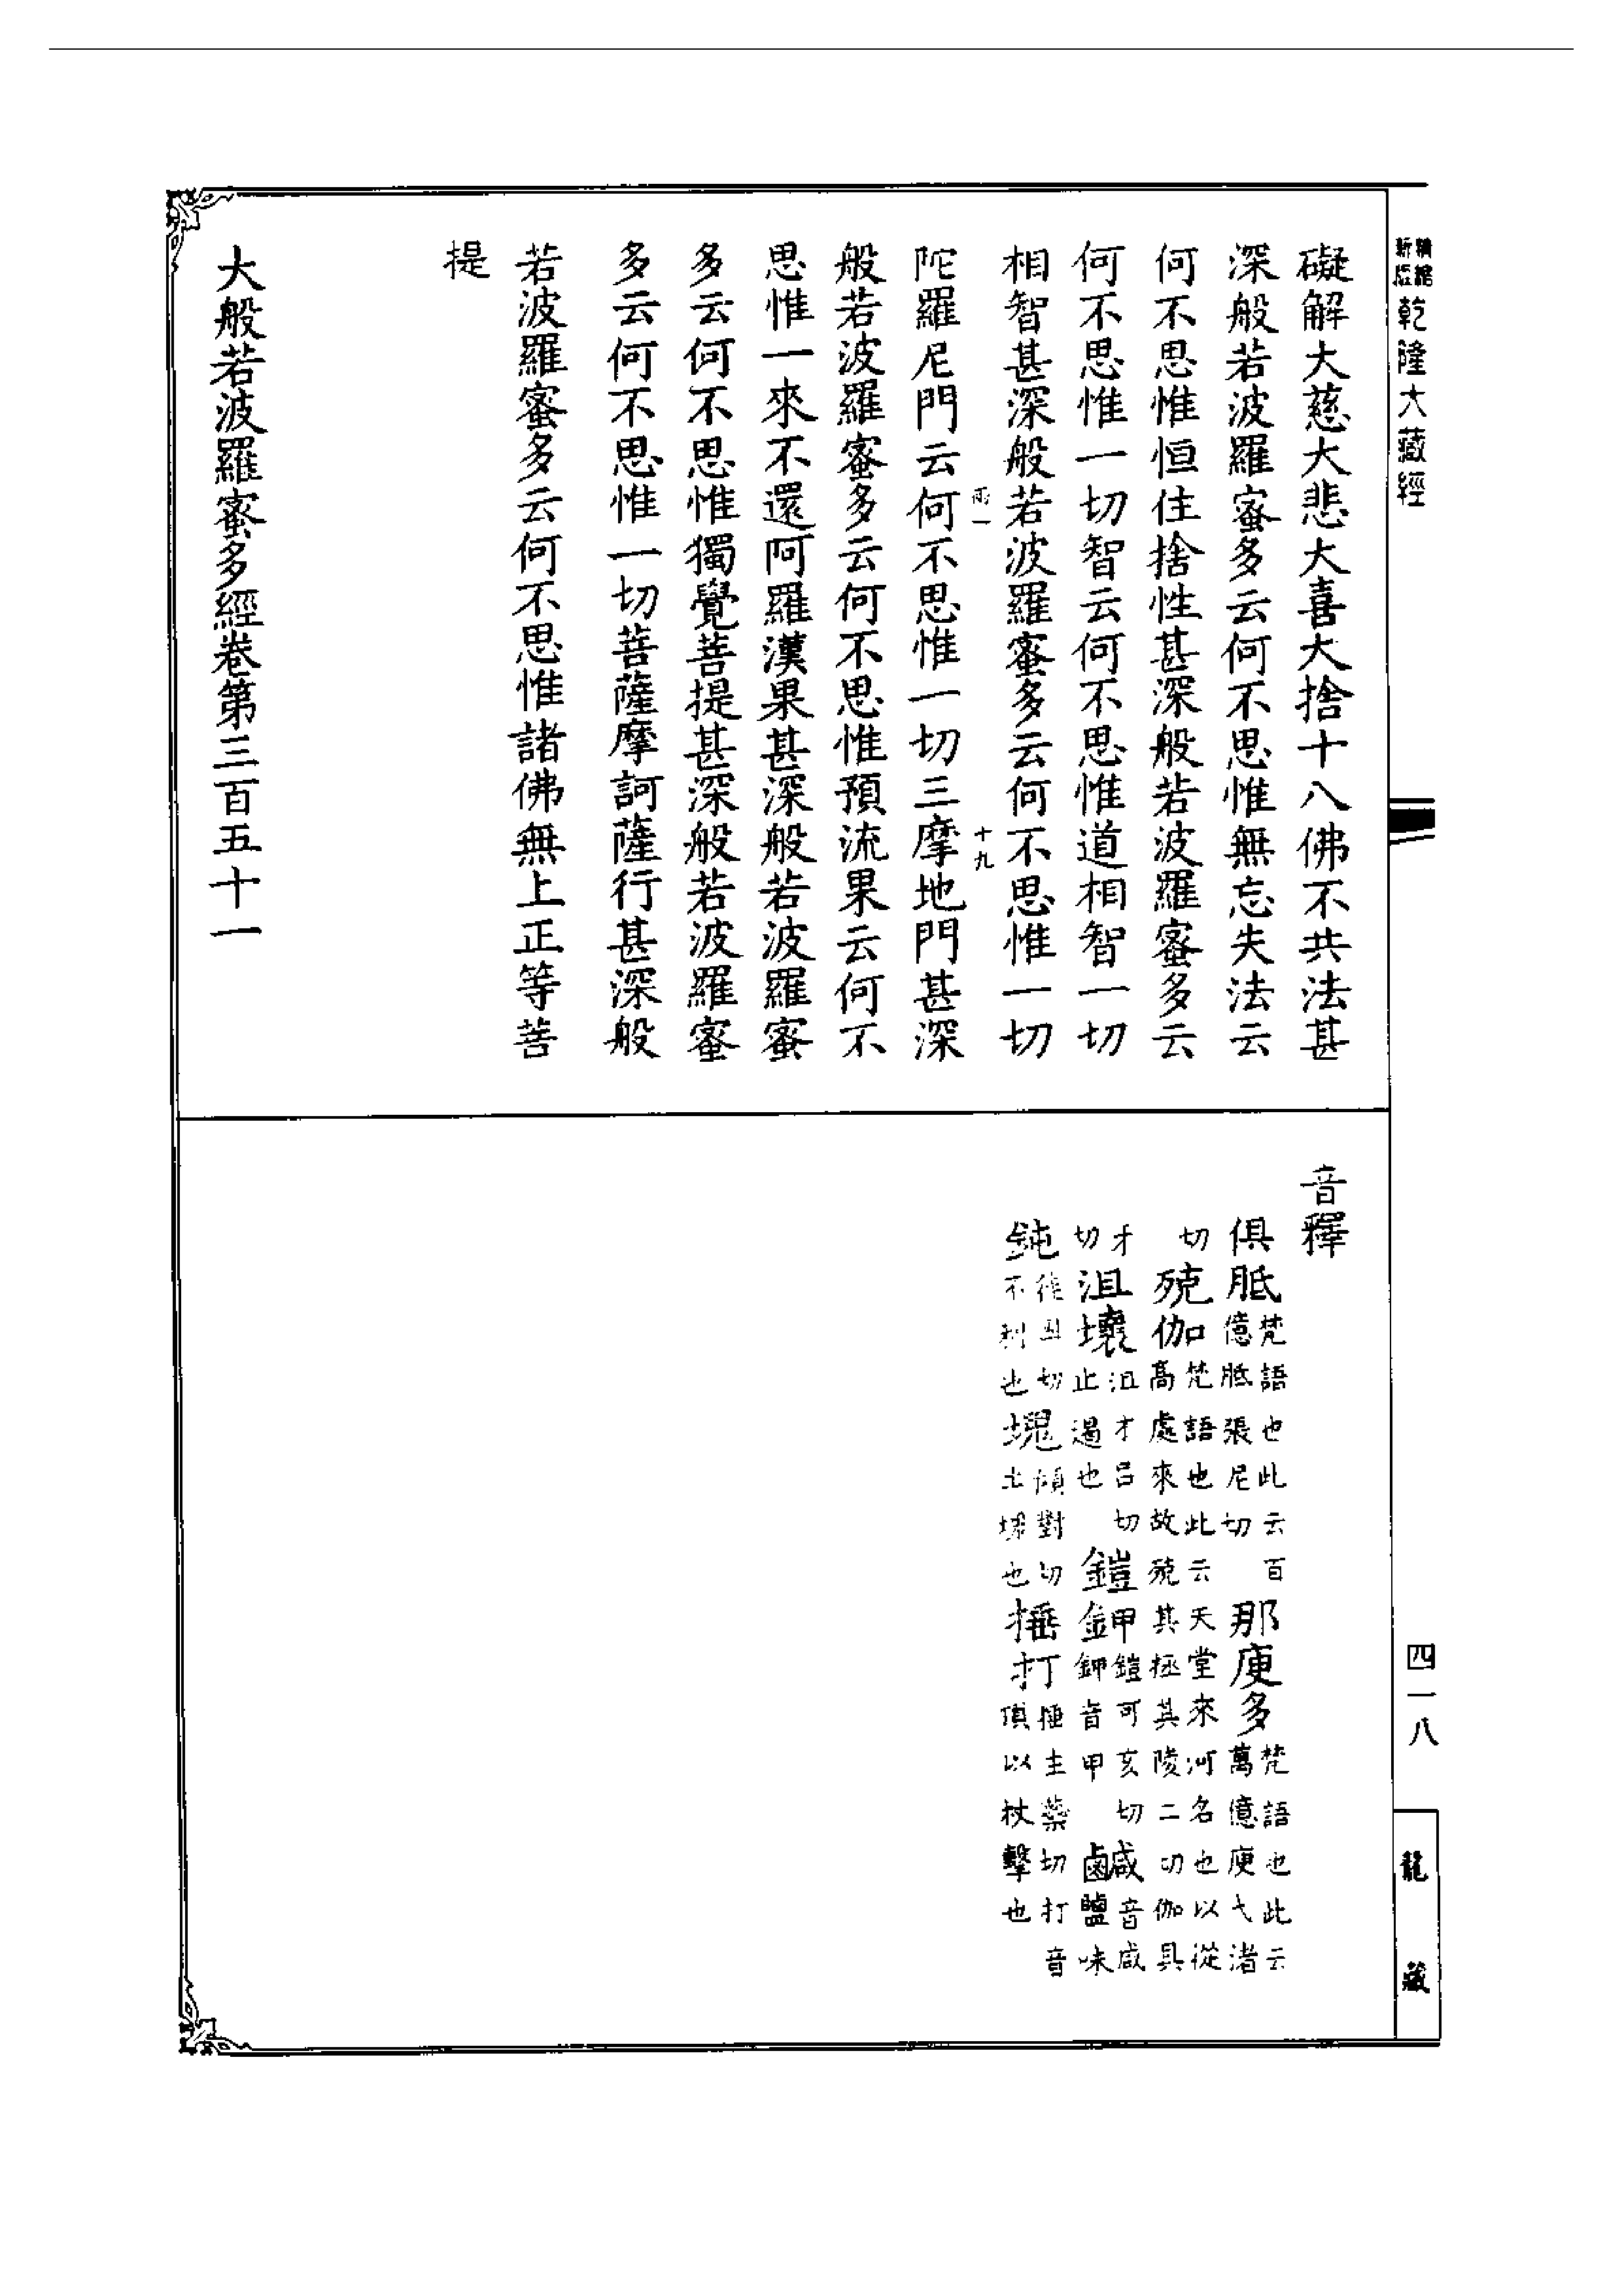 乾隆大藏經
礙解大慈大悲大喜大捨十八佛不共法甚
深般若波羅蜜多云何不思惟無忘失法云
何不思惟恒住捨性甚深般若波羅蜜多云
何不思惟一切智云何不思惟道相智一切
相智甚深般若波羅蜜多云何不思惟一切
雨一 十九
陀羅尼門云何不思惟一切三摩地門甚深
般若波羅蜜多云何不思惟預流果云何不
思惟一來不還阿羅漢果甚深般若波羅蜜
多云何不思惟獨覺菩提甚深般若波羅蜜
多云何不思惟一切菩薩摩訶薩行甚深般
若波羅蜜多云何不思惟諸佛無上正等菩
提
大般若波羅蜜多經卷第三百五十一
音釋
俱胝梵語也此云百億胝張尼切 那庾多梵語也此云萬億庾弋渚
切 殑伽梵語也此云天堂來河名也以從高處來故殑其拯其陵二切伽具
才切 沮壞沮才呂切止遏也 鎧鉀鎧可亥切鉀音甲 鹹音咸鹽味
鈍徒困切不利也 塊傾對切土塊也 捶打捶主蘂切打音頂以杖擊也
四一八
龍藏